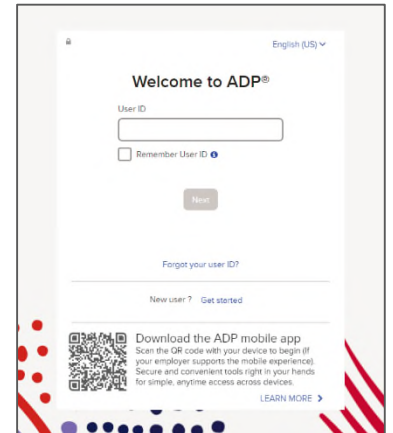 English (US)
Welcome to ADP®
User ID
Remember User ID
Next
Forgot your user ID?
New user ? Get started
Download the ADP mobile app
Scan the QR code with your device to begin (If
your employer supports the mobile experience).
Secure and convenient tools right in your hands
for simple, anytime access across devices.
LEARN MORE